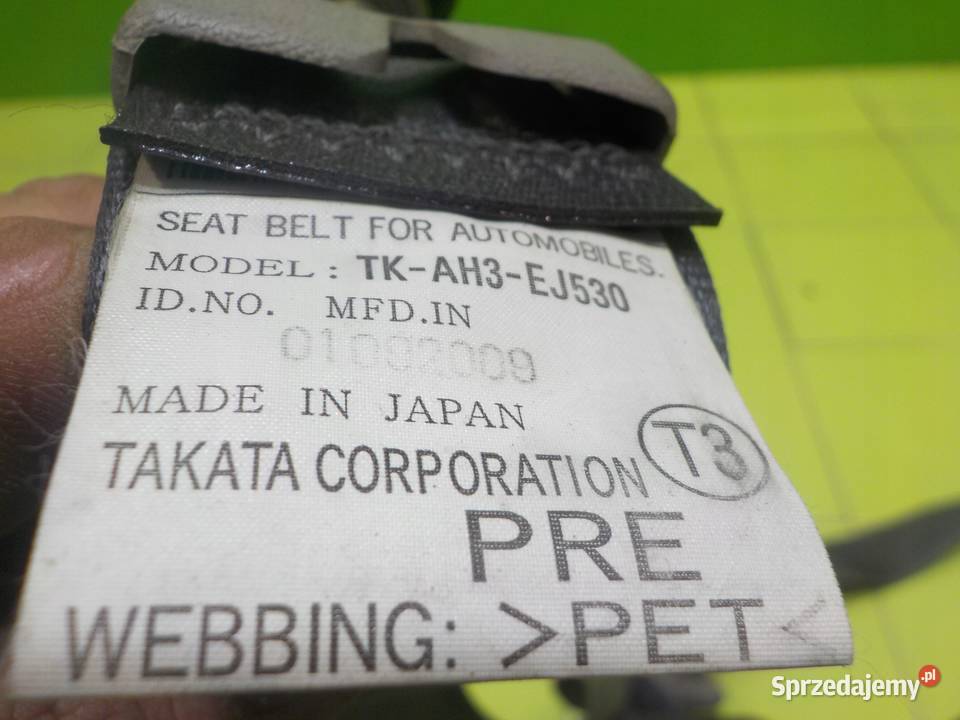 SEAT BELT FOR AUTOMOBILES.
MODEL: TK-AH3-EJ530
ID.NO. MFD.IN
MADE IN JAPAN
TAKATA CORPORATION T3
PRE
WEBBING: >PET<
Sprzedajemy.pl